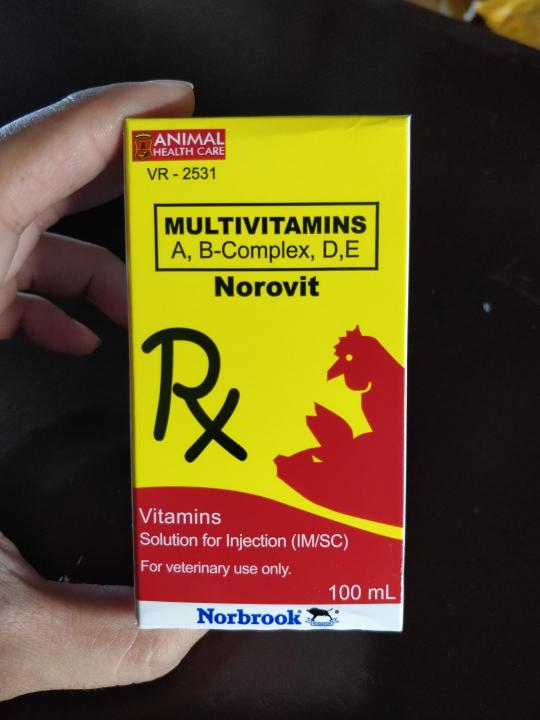 ANIMAL
HEALTH CARE
VR - 2531
MULTIVITAMINS
A, B-Complex, D,E
Norovit
Rx
Vitamins
Solution for Injection (IM/SC)
For veterinary use only.
100 mL
Norbrook®